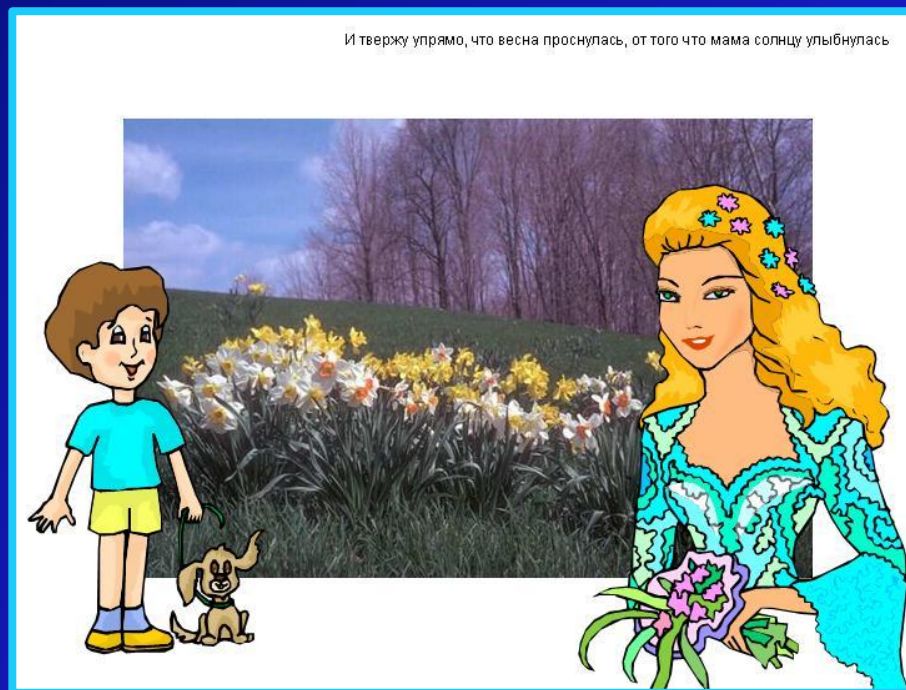 И твержу упрямо, что весна проснулась, от того что мама солнцу улыбнулась